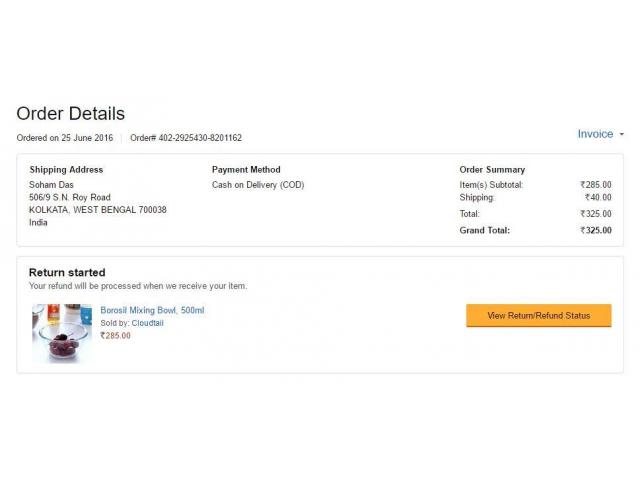 Order Details
Ordered on 25 June 2016 | Order# 402-2925430-8201162
Invoice
Shipping Address
Soham Das
506/9 S.N. Roy Road
KOLKATA, WEST BENGAL 700038
India
Payment Method
Cash on Delivery (COD)
Order Summary
Item(s) Subtotal: ₹285.00
Shipping: ₹40.00
Total: ₹325.00
Grand Total: ₹325.00
Return started
Your refund will be processed when we receive your item.
Borosil Mixing Bowl, 500ml
Sold by: Cloudtail
₹285.00
View Return/Refund Status